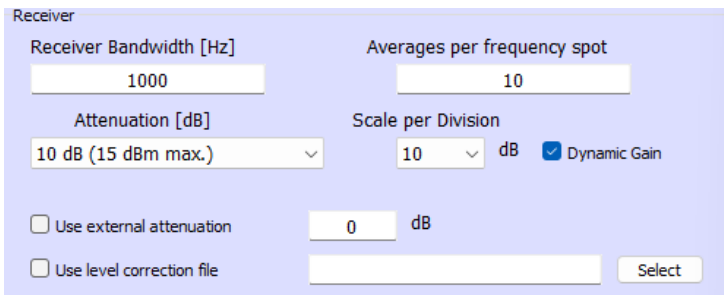 Receiver
Receiver Bandwidth [Hz] Averages per frequency spot
1000 10
Attenuation [dB] Scale per Division
10 dB (15 dBm max.) 10 dB Dynamic Gain
Use external attenuation 0 dB
Use level correction file Select